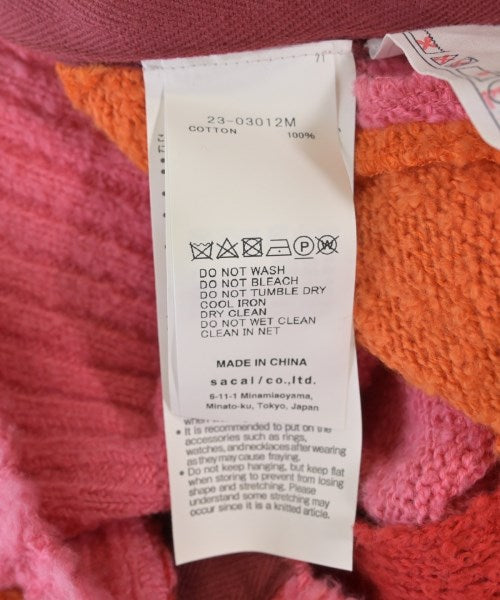 23-03012M
COTTON 100%
P W
DO NOT WASH
DO NOT BLEACH
DO NOT TUMBLE DRY
COOL IRON
DRY CLEAN
DO NOT WET CLEAN
CLEAN IN NET
MADE IN CHINA
sacai/co.,ltd.
6-11-1 Minamiaoyama,
Minato-ku, Tokyo, Japan
• It is recommended to put on the
accessories such as rings,
watches, and necklaces after wearing
as they may cause fraying.
• Do not keep hanging, but keep flat
when storing to prevent from losing
shape and stretching. Please
understand some stretching may
occur since it is a knitted article.